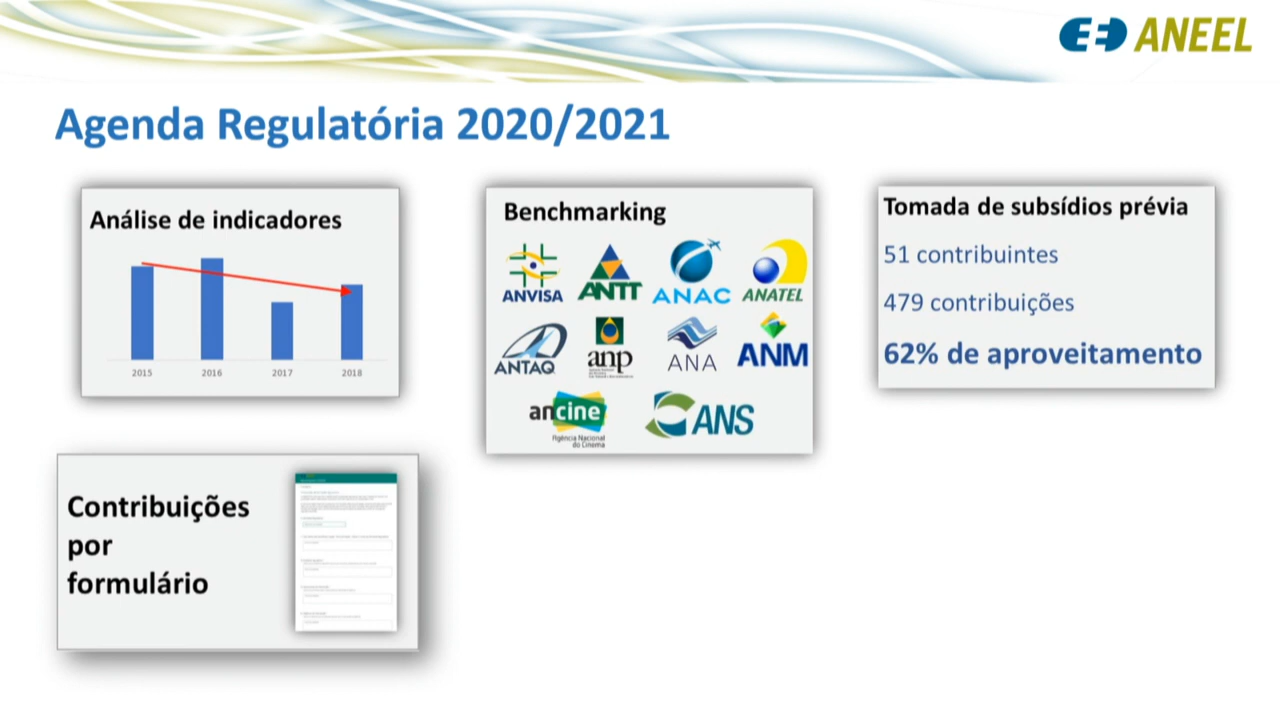 ANEEL
Agenda Regulatória 2020/2021
Análise de indicadores
2015 2016 2017 2018
Benchmarking
ANVISA ANTT ANAC ANATEL
ANTAQ anp ANA ANM
ancine ANS
Agência Nacional
do Cinema
Tomada de subsídios prévia
51 contribuintes
479 contribuições
62% de aproveitamento
Contribuições
por
formulário